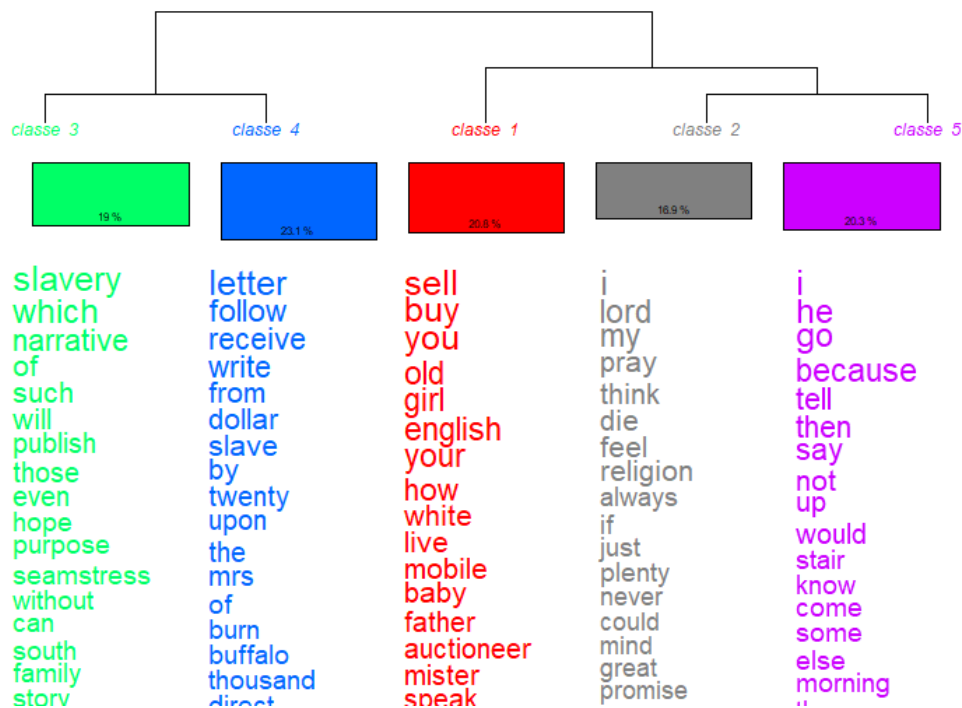 classe 3
classe 4
classe 1
classe 2
classe 5
19 %
23.1 %
20.8 %
16.9 %
20.3 %
slavery
which
narrative
of
such
will
publish
those
even
hope
purpose
seamstress
without
can
south
family
story
letter
follow
receive
write
from
dollar
slave
by
twenty
upon
the
mrs
of
burn
buffalo
thousand
direct
sell
buy
you
old
girl
english
your
how
white
live
mobile
baby
father
auctioneer
mister
speak
i
lord
my
pray
think
die
feel
religion
always
if
just
plenty
never
could
mind
great
promise
i
he
go
because
tell
then
say
not
up
would
stair
know
come
some
else
morning